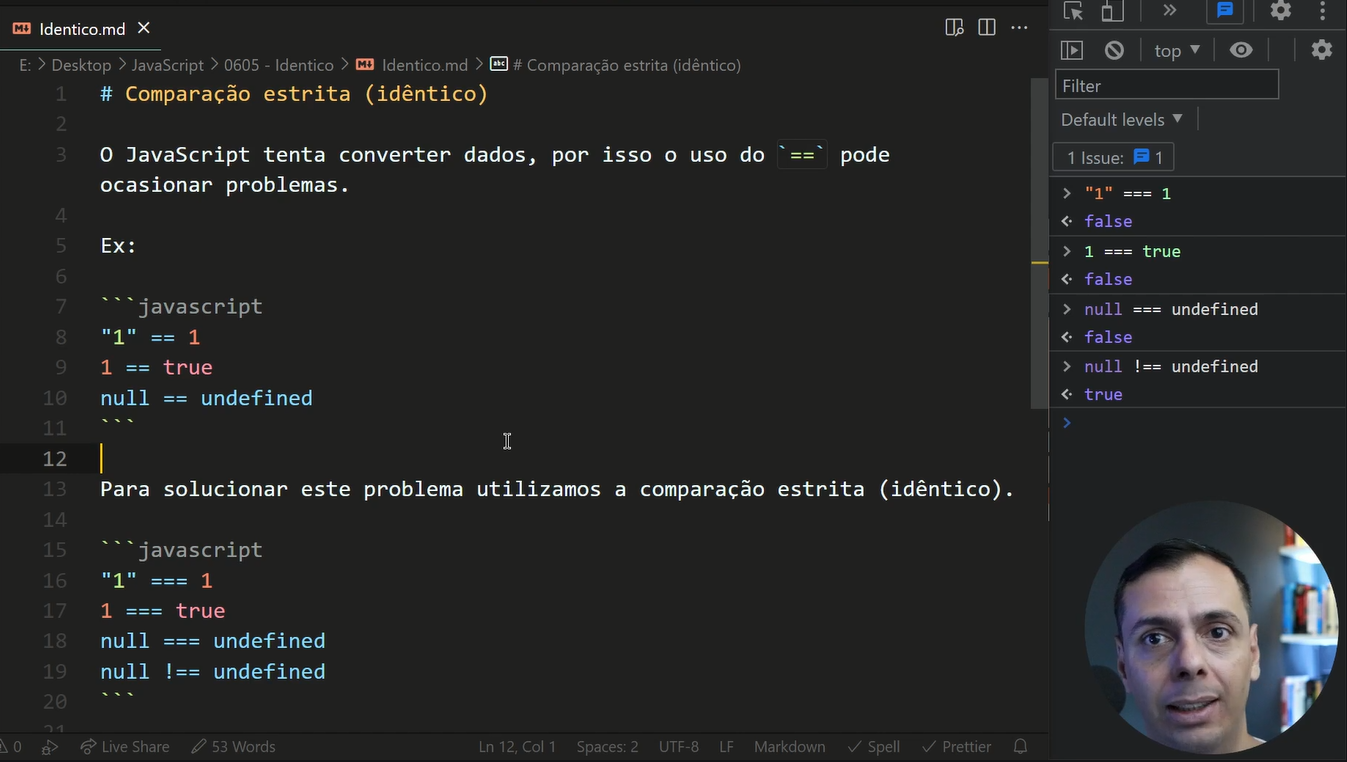 Identico.md
E: > Desktop > JavaScript > 0605 - Identico > Identico.md > # Comparação estrita (idêntico)
1 # Comparação estrita (idêntico)
2
3 O JavaScript tenta converter dados, por isso o uso do `==` pode
ocasionar problemas.
4
5 Ex:
6
7 ```javascript
8 "1" == 1
9 1 == true
10 null == undefined
11 ```
12
13 Para solucionar este problema utilizamos a comparação estrita (idêntico).
14
15 ```javascript
16 "1" === 1
17 1 === true
18 null === undefined
19 null !== undefined
20 ```
21
0 Live Share 53 Words Ln 12, Col 1 Spaces: 2 UTF-8 LF Markdown Spell Prettier
top
Filter
Default levels
1 Issue: 1
> "1" === 1
false
> 1 === true
false
> null === undefined
false
> null !== undefined
true
>